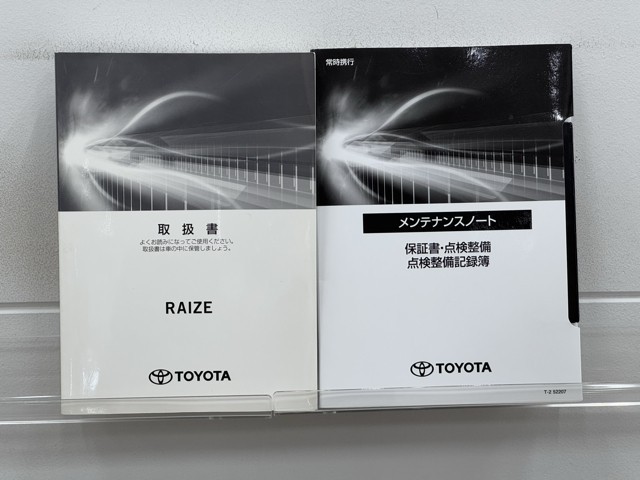 取扱書
よくお読みになってご使用ください。
取扱書は車の中に保管しましょう。
RAIZE
TOYOTA
常時携行
メンテナンスノート
保証書・点検整備
点検整備記録簿
TOYOTA
T-2 52207